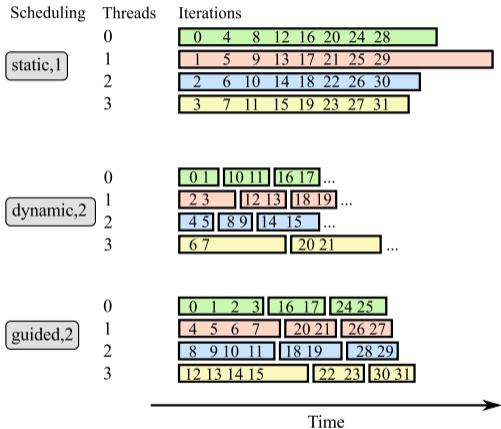 Scheduling Threads Iterations
0 0 4 8 12 16 20 24 28
static,1
1 1 5 9 13 17 21 25 29
2 2 6 10 14 18 22 26 30
3 3 7 11 15 19 23 27 31
0 0 1 10 11 16 17 ...
1 2 3 12 13 18 19 ...
dynamic,2
2 4 5 8 9 14 15 ...
3 6 7 20 21 ...
0 0 1 2 3 16 17 24 25
1 4 5 6 7 20 21 26 27
guided,2
2 8 9 10 11 18 19 28 29
3 12 13 14 15 22 23 30 31
Time